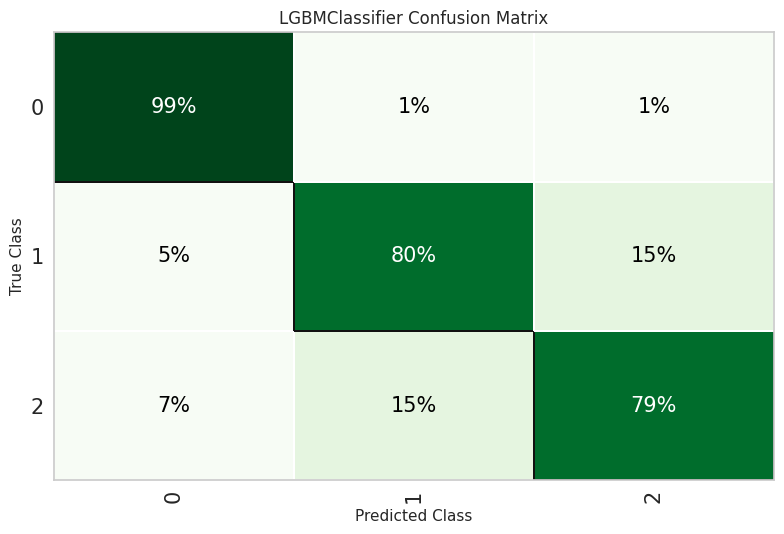 LGBMClassifier Confusion Matrix
True Class
0 99% 1% 1%
1 5% 80% 15%
2 7% 15% 79%
0 1 2
Predicted Class